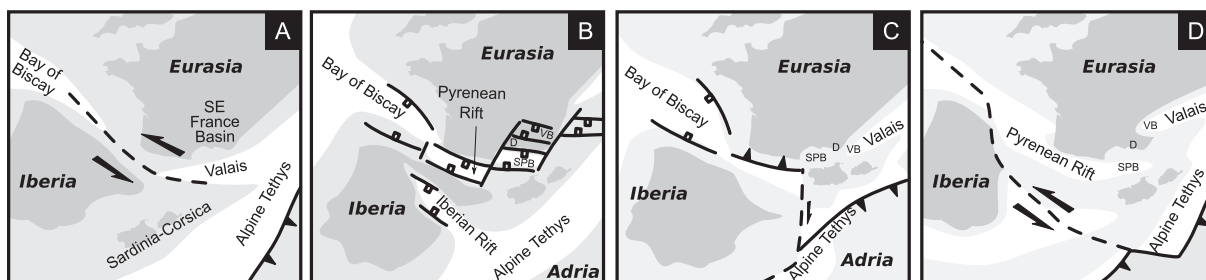 A
Bay of
Biscay
Eurasia
SE
France
Basin
Iberia
Valais
Sardinia-Corsica
Alpine Tethys
B
Eurasia
Bay of Biscay
Pyrenean
Rift
VB
D
SPB
Iberia
Iberian Rift
Alpine Tethys
Adria
C
Eurasia
Bay of Biscay
Valais
D
VB
SPB
Iberia
Alpine Tethys
Adria
D
Eurasia
Valais
VB
D
Pyrenean Rift
SPB
Iberia
Alpine Tethys